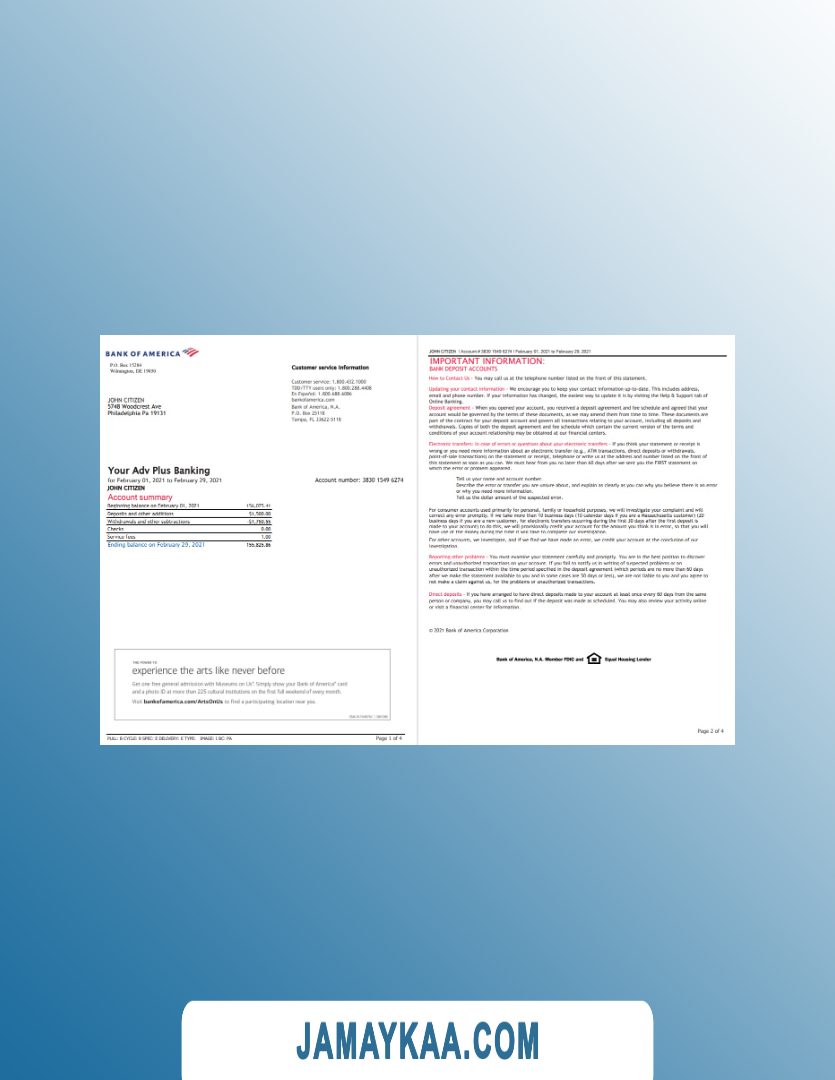 BANK OF AMERICA
P.O. Box 15284
Wilmington, DE 19850
Customer service information
Customer service: 1.800.432.1000
TDD/TTY users only: 1.800.288.4408
En Español: 1.800.688.6086
bankofamerica.com
Bank of America, N.A.
P.O. Box 25118
Tampa, FL 33622-5118
JOHN CITIZEN
5748 Woodcrest Ave
Philadelphia Pa 19131
Your Adv Plus Banking
for February 01, 2021 to February 29, 2021
Account number: 3830 1549 6274
JOHN CITIZEN
Account summary
Beginning balance on February 01, 2021
Deposits and other additions
Withdrawals and other subtractions
Checks 0.00
Service fees
Ending balance on February 29, 2021
THE POWER TO
experience the arts like never before
Get one free general admission with Museums on Us®. Simply show your Bank of America® card
and a photo ID at more than 225 cultural institutions on the first full weekend of every month.
Visit bankofamerica.com/ArtsOnUs to find a participating location near you.
Page 1 of 4
JOHN CITIZEN | Account # 3830 1549 6274 | February 01, 2021 to February 29, 2021
IMPORTANT INFORMATION:
BANK DEPOSIT ACCOUNTS
How to Contact Us - You may call us at the telephone number listed on the front of this statement.
Updating your contact information - We encourage you to keep your contact information up-to-date. This includes address,
email and phone number. If your information has changed, the easiest way to update it is by visiting the Help & Support tab of
Online Banking.
Deposit agreement - When you opened your account, you received a deposit agreement and fee schedule and agreed that your
account would be governed by the terms of these documents, as we may amend them from time to time. These documents are
part of the contract for your deposit account and govern all transactions relating to your account, including all deposits and
withdrawals. Copies of both the deposit agreement and fee schedule which contain the current version of the terms and
conditions of your account relationship may be obtained at our financial centers.
Electronic transfers: In case of errors or questions about your electronic transfers - If you think your statement or receipt is
wrong or you need more information about an electronic transfer (e.g., ATM transactions, direct deposits or withdrawals,
point-of-sale transactions) on the statement or receipt, telephone or write us at the address and number listed on the front of
this statement as soon as you can. We must hear from you no later than 60 days after we sent you the FIRST statement on
which the error or problem appeared.
Tell us your name and account number.
Describe the error or transfer you are unsure about, and explain as clearly as you can why you believe there is an error
or why you need more information.
Tell us the dollar amount of the suspected error.
For consumer accounts used primarily for personal, family or household purposes, we will investigate your complaint and will
correct any error promptly. If we take more than 10 business days (10 calendar days if you are a Massachusetts customer) (20
business days if you are a new customer, for electronic transfers occurring during the first 30 days after the first deposit is
made to your account) to do this, we will provisionally credit your account for the amount you think is in error, so that you will
have use of the money during the time it will take to complete our investigation.
For other accounts, we investigate, and if we find we have made an error, we credit your account at the conclusion of our
investigation.
Reporting other problems - You must examine your statement carefully and promptly. You are in the best position to discover
errors and unauthorized transactions on your account. If you fail to notify us in writing of suspected problems or an
unauthorized transaction within the time period specified in the deposit agreement (which periods are no more than 60 days
after we make the statement available to you and in some cases are 30 days or less), we are not liable to you and you agree to
not make a claim against us, for the problems or unauthorized transactions.
Direct deposits - If you have arranged to have direct deposits made to your account at least once every 60 days from the same
person or company, you may call us to find out if the deposit was made as scheduled. You may also review your activity online
or visit a financial center for information.
© 2021 Bank of America Corporation
Bank of America, N.A. Member FDIC and Equal Housing Lender
Page 2 of 4
JAMAYKAA.COM